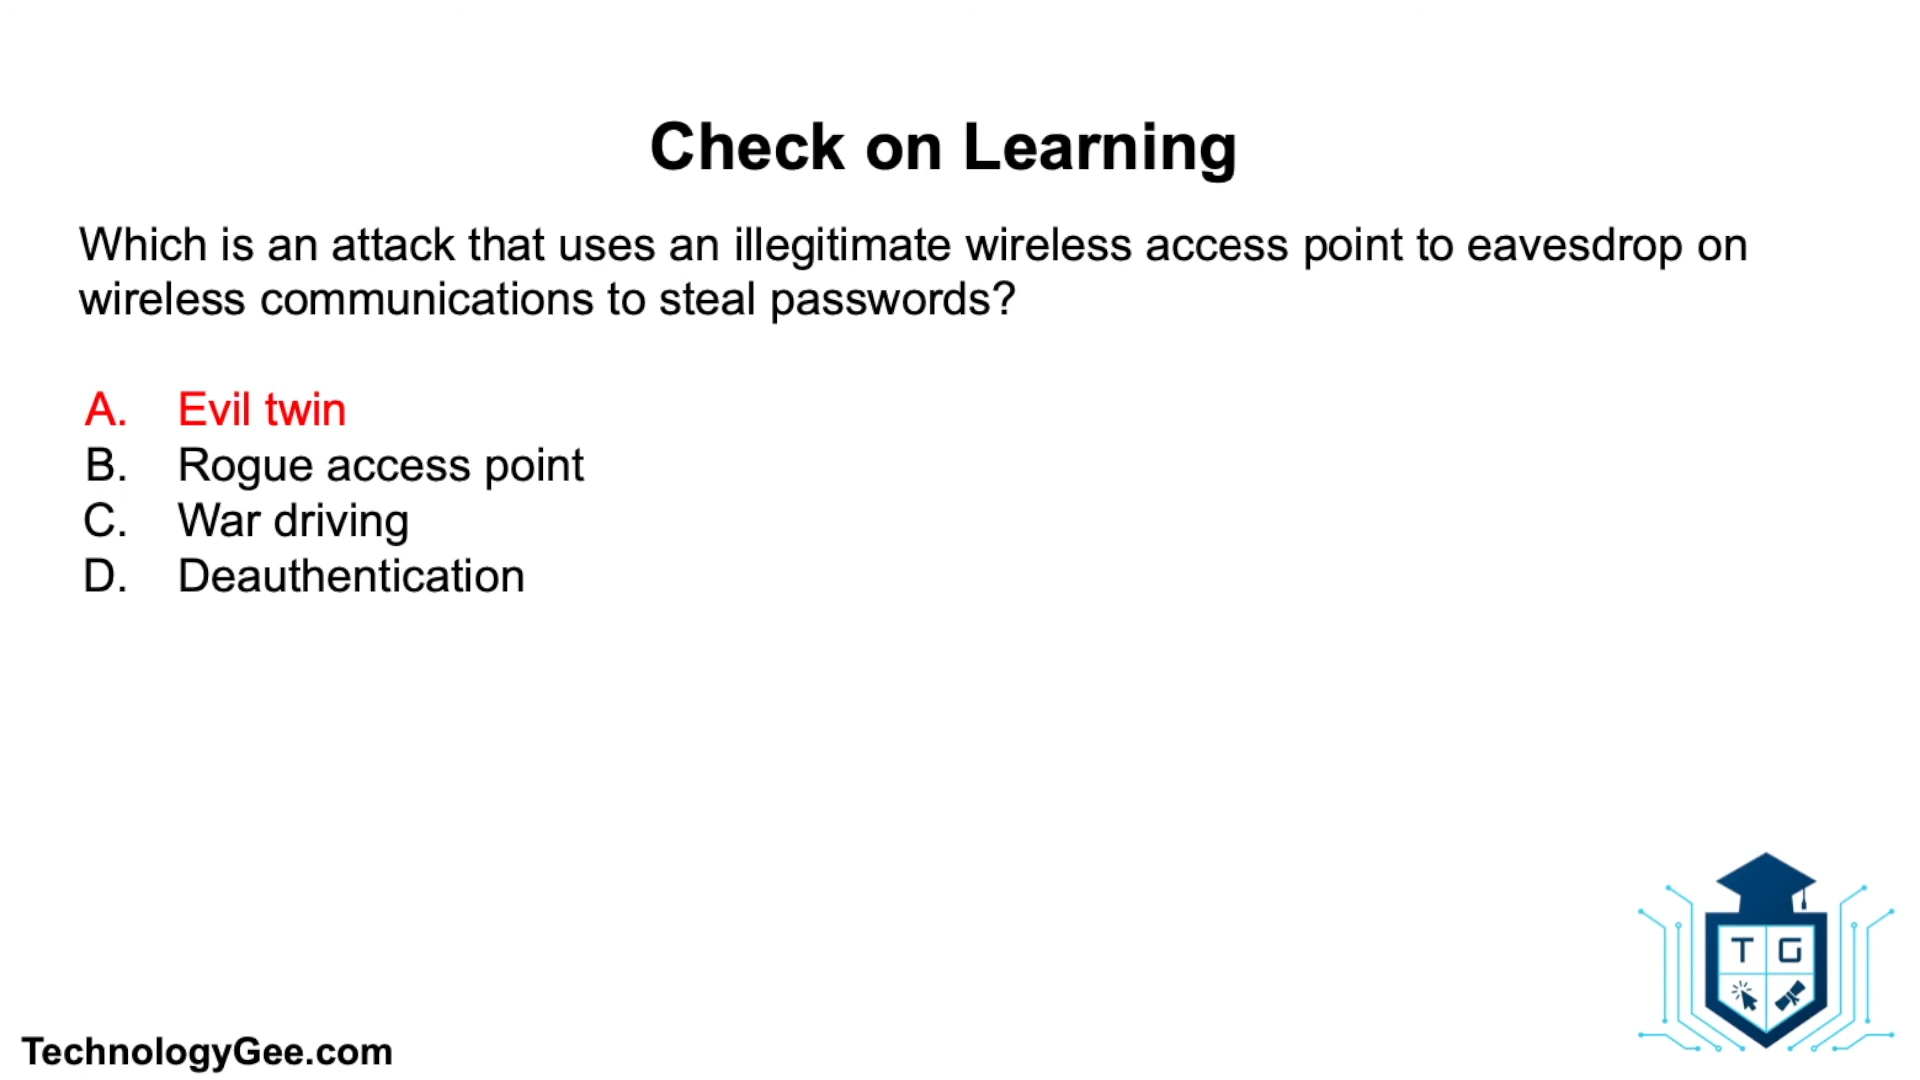 Check on Learning
Which is an attack that uses an illegitimate wireless access point to eavesdrop on
wireless communications to steal passwords?
A. Evil twin
B. Rogue access point
C. War driving
D. Deauthentication
T G
TechnologyGee.com